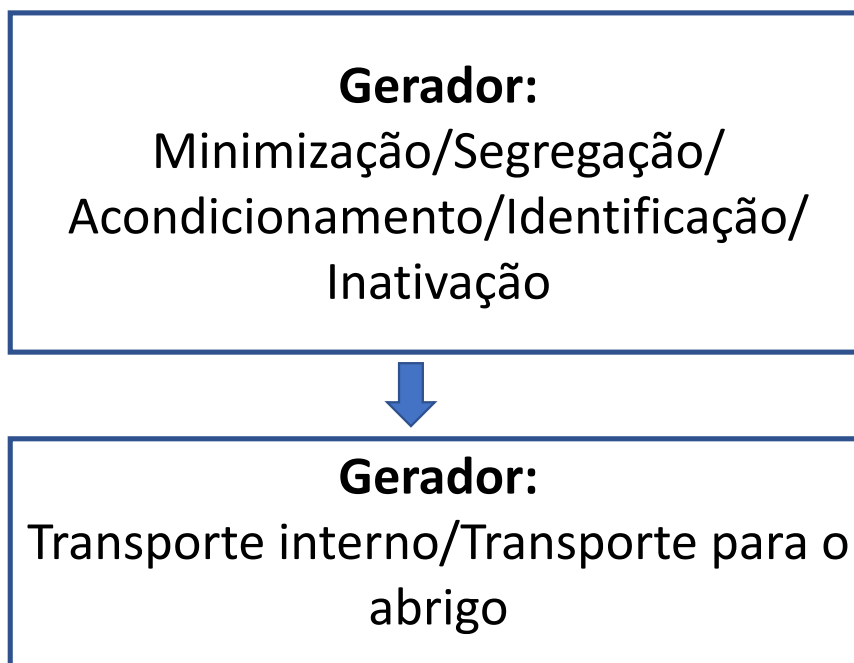 Gerador:
Minimização/Segregação/
Acondicionamento/Identificação/
Inativação
Gerador:
Transporte interno/Transporte para o
abrigo